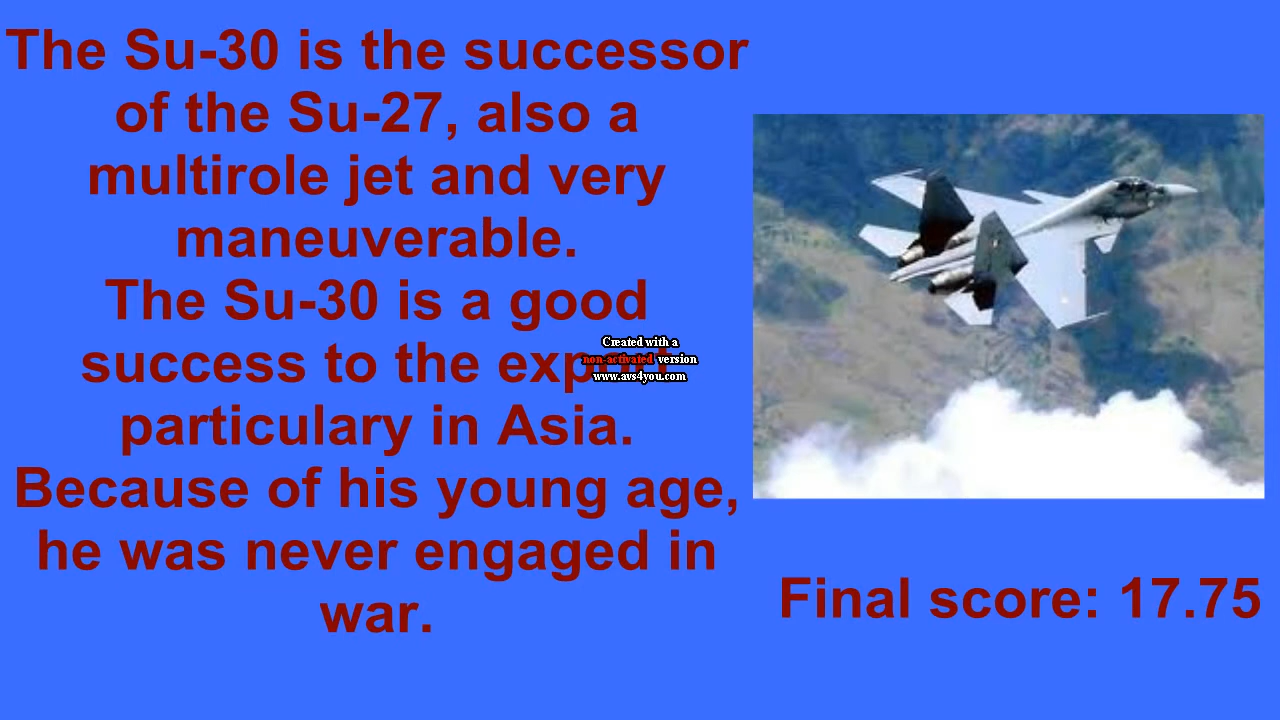 The Su-30 is the successor
of the Su-27, also a
multirole jet and very
maneuverable.
The Su-30 is a good
success to the export
particulary in Asia.
Because of his young age,
he was never engaged in
war.
Created with a
non-activated version
www.avs4you.com
Final score: 17.75